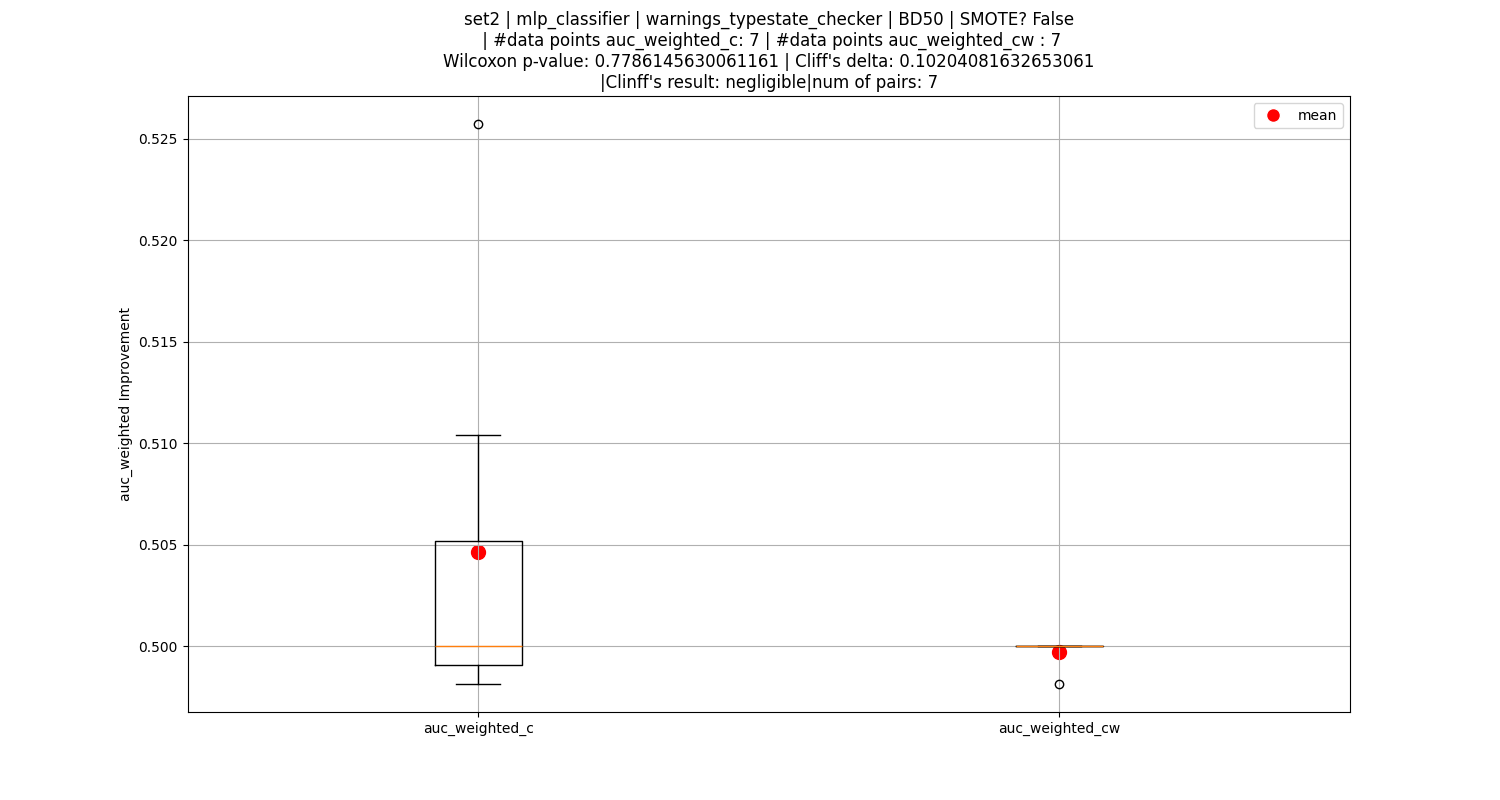 set2 | mlp_classifier | warnings_typestate_checker | BD50 | SMOTE? False
| #data points auc_weighted_c: 7 | #data points auc_weighted_cw : 7
Wilcoxon p-value: 0.7786145630061161 | Cliff's delta: 0.10204081632653061
|Clinff's result: negligible|num of pairs: 7
mean
0.525
0.520
0.515
0.510
0.505
0.500
auc_weighted Improvement
auc_weighted_c
auc_weighted_cw